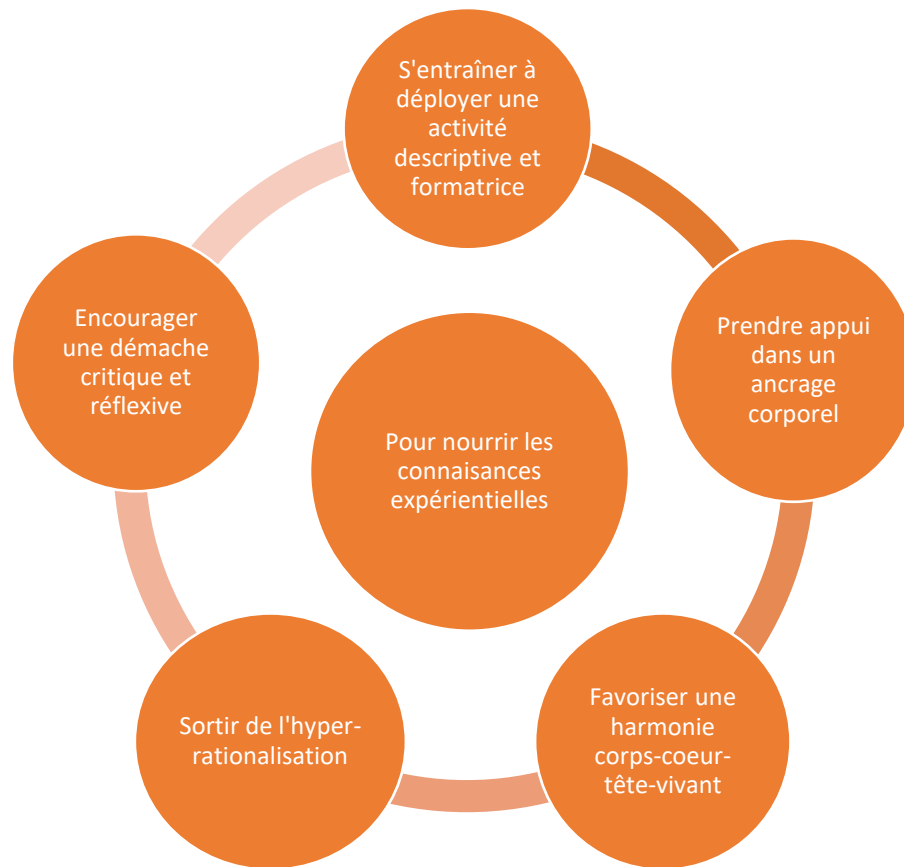 S'entraîner à
déployer une
activité
descriptive et
formatrice
Prendre appui
dans un
ancrage
corporel
Favoriser une
harmonie
corps-coeur-
tête-vivant
Sortir de l'hyper-
rationalisation
Encourager
une démache
critique et
réflexive
Pour nourrir les
connaisances
expérientielles